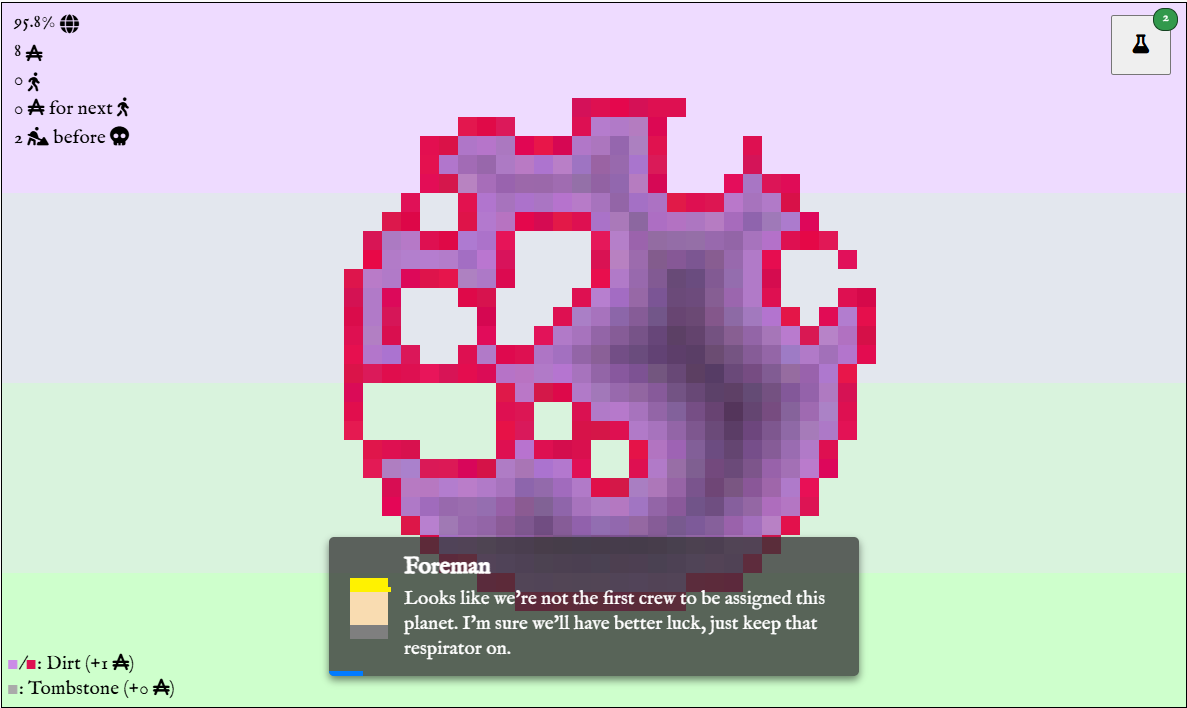 95.8%
8
0
0 for next
2 before
2
Foreman
Looks like we're not the first crew to be assigned this
planet. I'm sure we'll have better luck, just keep that
respirator on.
/ : Dirt (+1 )
: Tombstone (+0 )